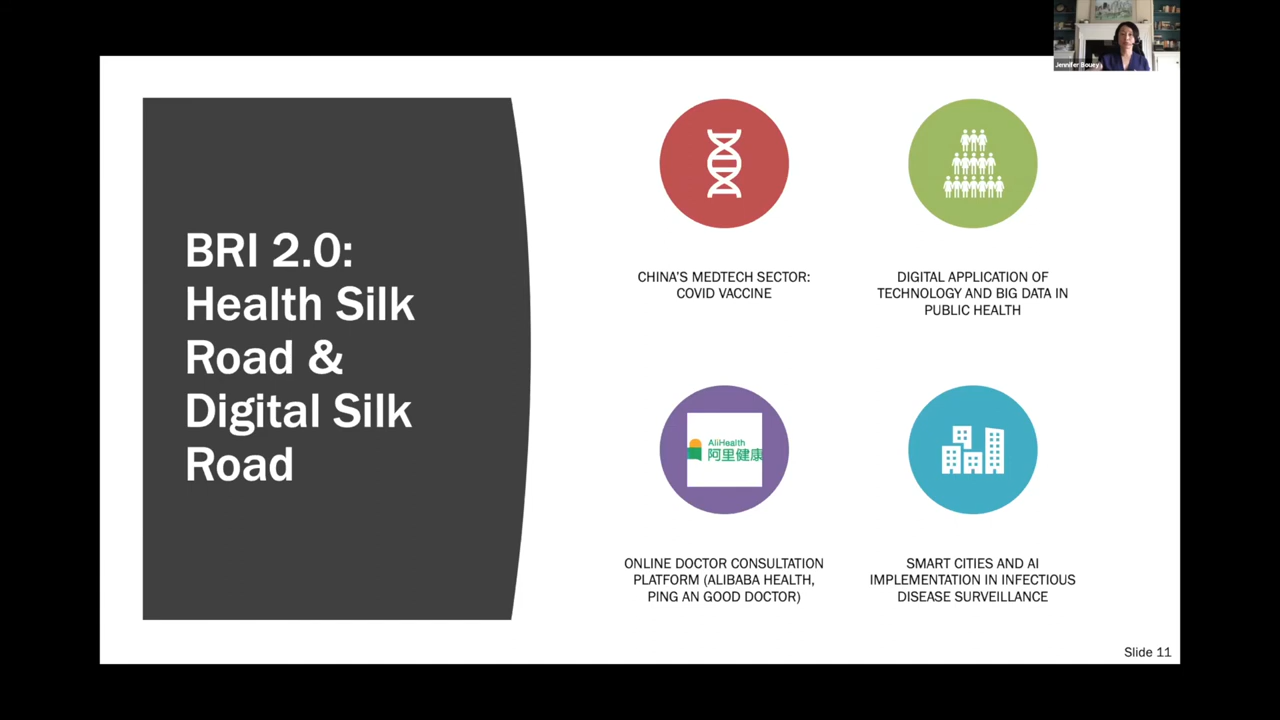 Jennifer Bouey
BRI 2.0:
Health Silk
Road &
Digital Silk
Road
CHINA'S MEDTECH SECTOR:
COVID VACCINE
DIGITAL APPLICATION OF
TECHNOLOGY AND BIG DATA IN
PUBLIC HEALTH
AliHealth
阿里健康
ONLINE DOCTOR CONSULTATION
PLATFORM (ALIBABA HEALTH,
PING AN GOOD DOCTOR)
SMART CITIES AND AI
IMPLEMENTATION IN INFECTIOUS
DISEASE SURVEILLANCE
Slide 11